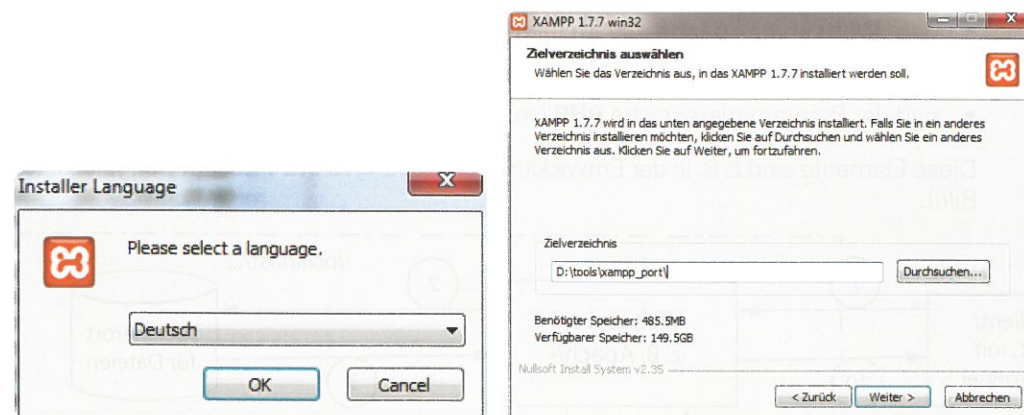 Installer Language
Please select a language.
Deutsch
OK
Cancel
XAMPP 1.7.7 win32
Zielverzeichnis auswählen
Wählen Sie das Verzeichnis aus, in das XAMPP 1.7.7 installiert werden soll.
XAMPP 1.7.7 wird in das unten angegebene Verzeichnis installiert. Falls Sie in ein anderes
Verzeichnis installieren möchten, klicken Sie auf Durchsuchen und wählen Sie ein anderes
Verzeichnis aus. Klicken Sie auf Weiter, um fortzufahren.
Zielverzeichnis
D:\tools\xampp_port\
Durchsuchen...
Benötigter Speicher: 485.5MB
Verfügbarer Speicher: 149.5GB
Nullsoft Install System v2.35
< Zurück
Weiter >
Abbrechen